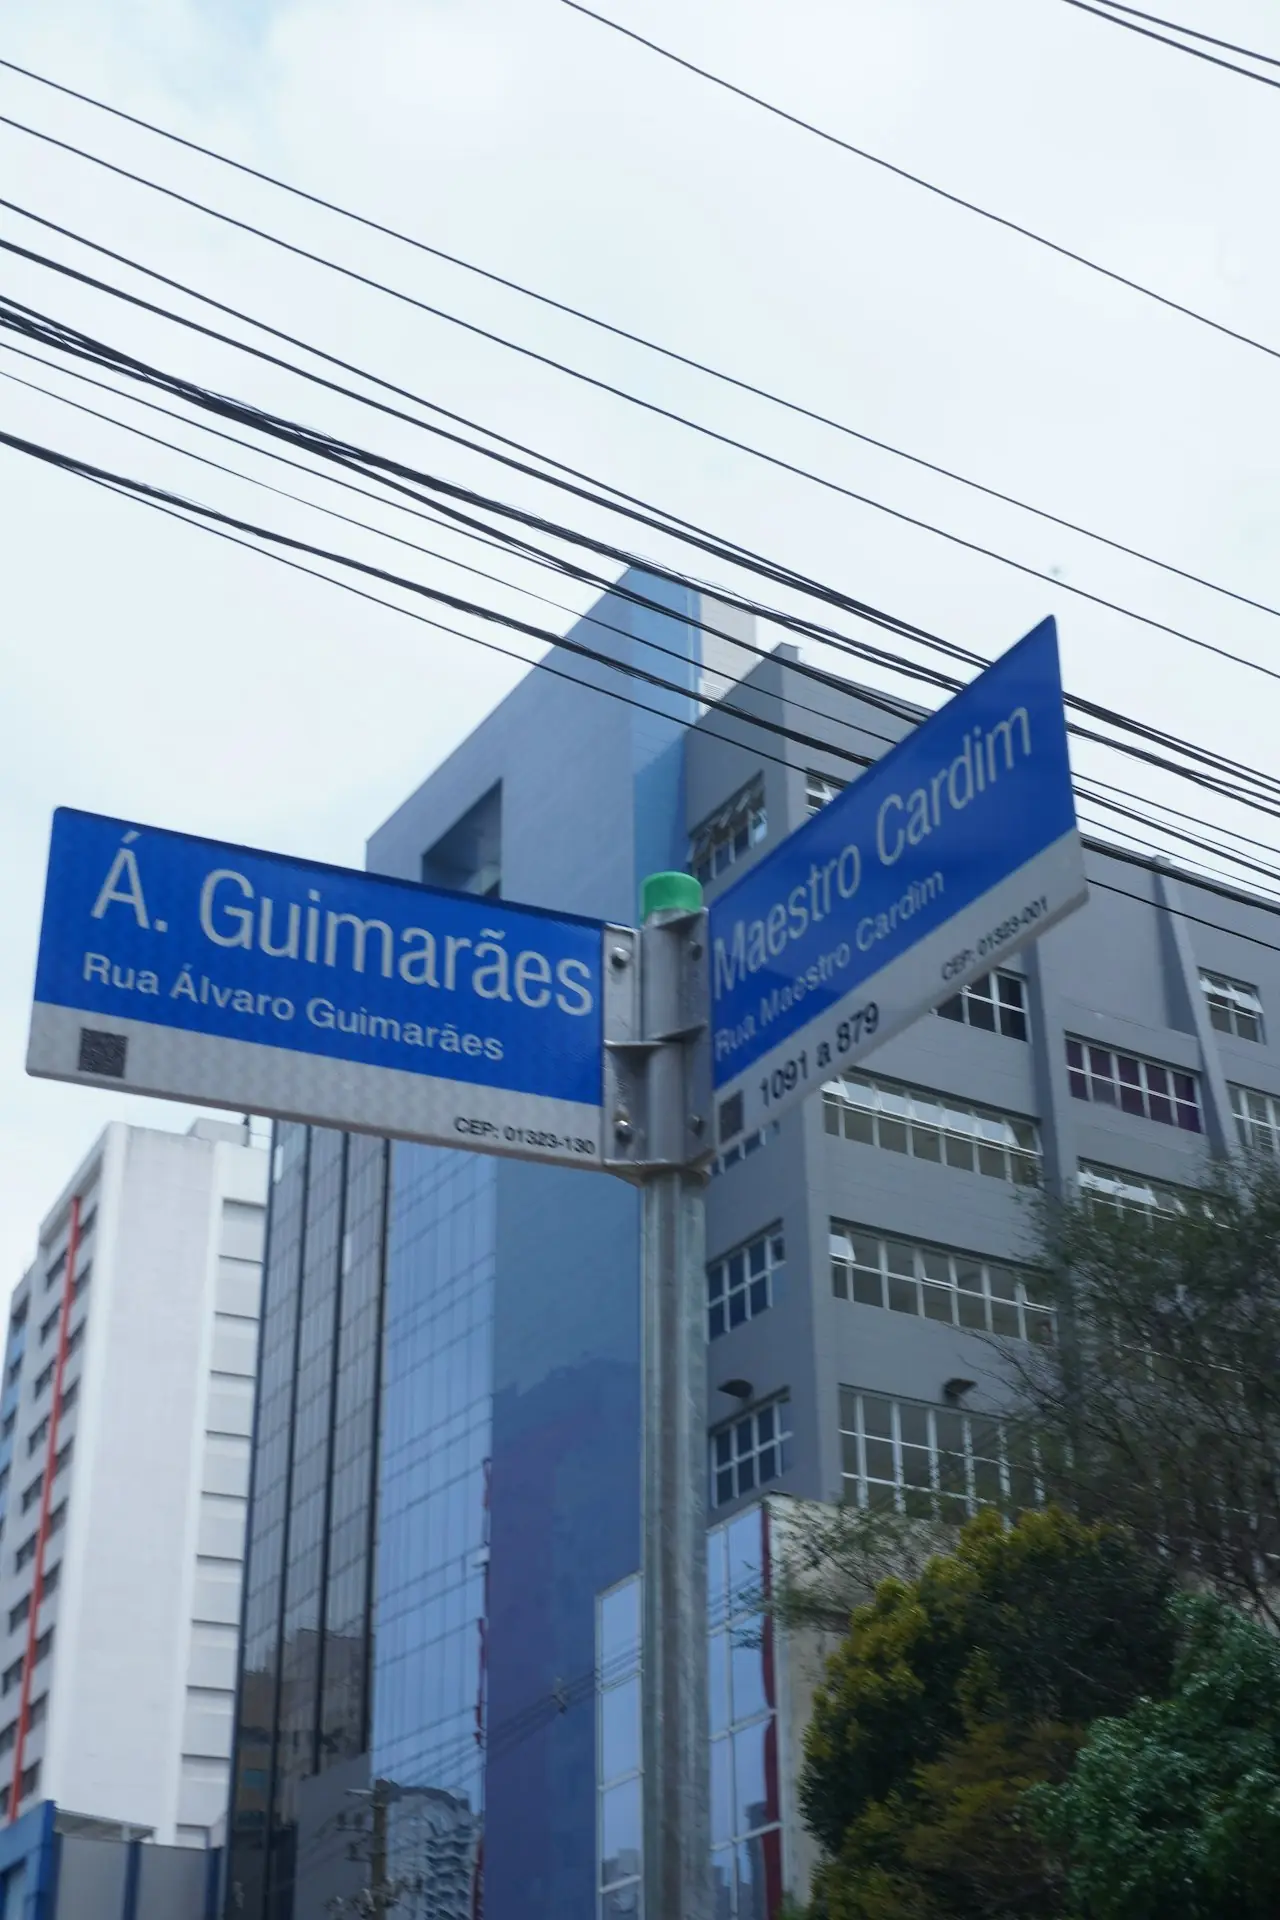 Á. Guimarães
Rua Álvaro Guimarães
CEP: 01323-130
Maestro Cardim
Rua Maestro Cardim
CEP: 01323-001
1091 a 879